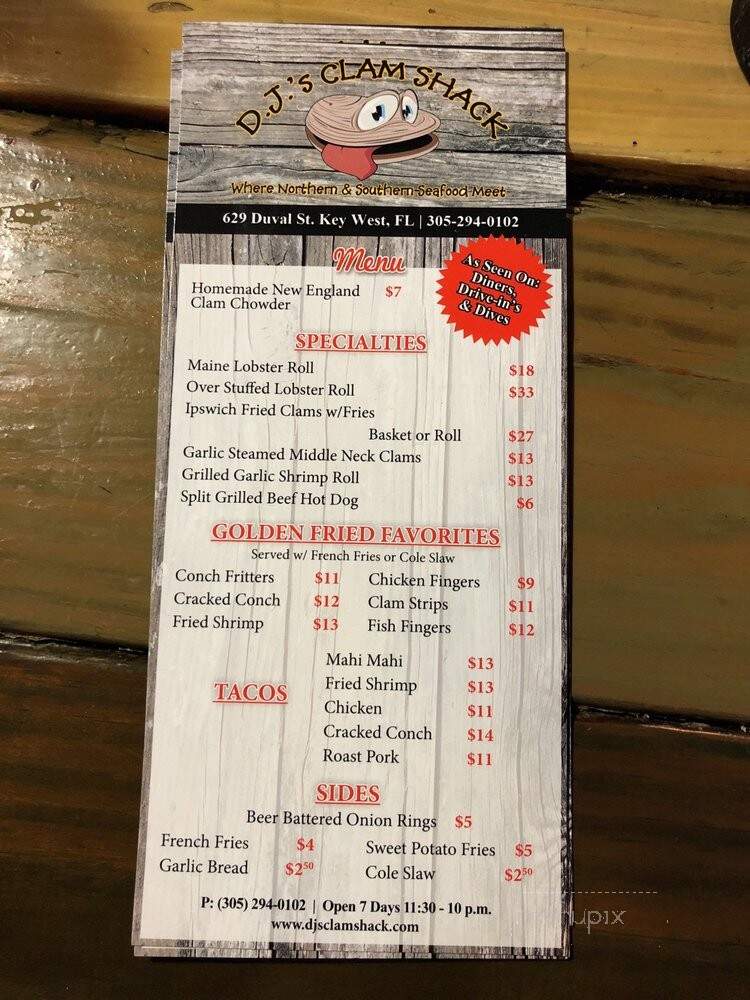 D.J.'S CLAM SHACK
Where Northern & Southern Seafood Meet
629 Duval St. Key West, FL | 305-294-0102
Menu
As Seen On:
Diners,
Drive-in's
& Dives
Homemade New England $7
Clam Chowder
SPECIALTIES
Maine Lobster Roll $18
Over Stuffed Lobster Roll $33
Ipswich Fried Clams w/Fries
Basket or Roll $27
Garlic Steamed Middle Neck Clams $13
Grilled Garlic Shrimp Roll $13
Split Grilled Beef Hot Dog $6
GOLDEN FRIED FAVORITES
Served w/ French Fries or Cole Slaw
Conch Fritters $11 Chicken Fingers $9
Cracked Conch $12 Clam Strips $11
Fried Shrimp $13 Fish Fingers $12
TACOS
Mahi Mahi $13
Fried Shrimp $13
Chicken $11
Cracked Conch $14
Roast Pork $11
SIDES
Beer Battered Onion Rings $5
French Fries $4 Sweet Potato Fries $5
Garlic Bread $250 Cole Slaw $250
P: (305) 294-0102 | Open 7 Days 11:30 - 10 p.m.
www.djsclamshack.com